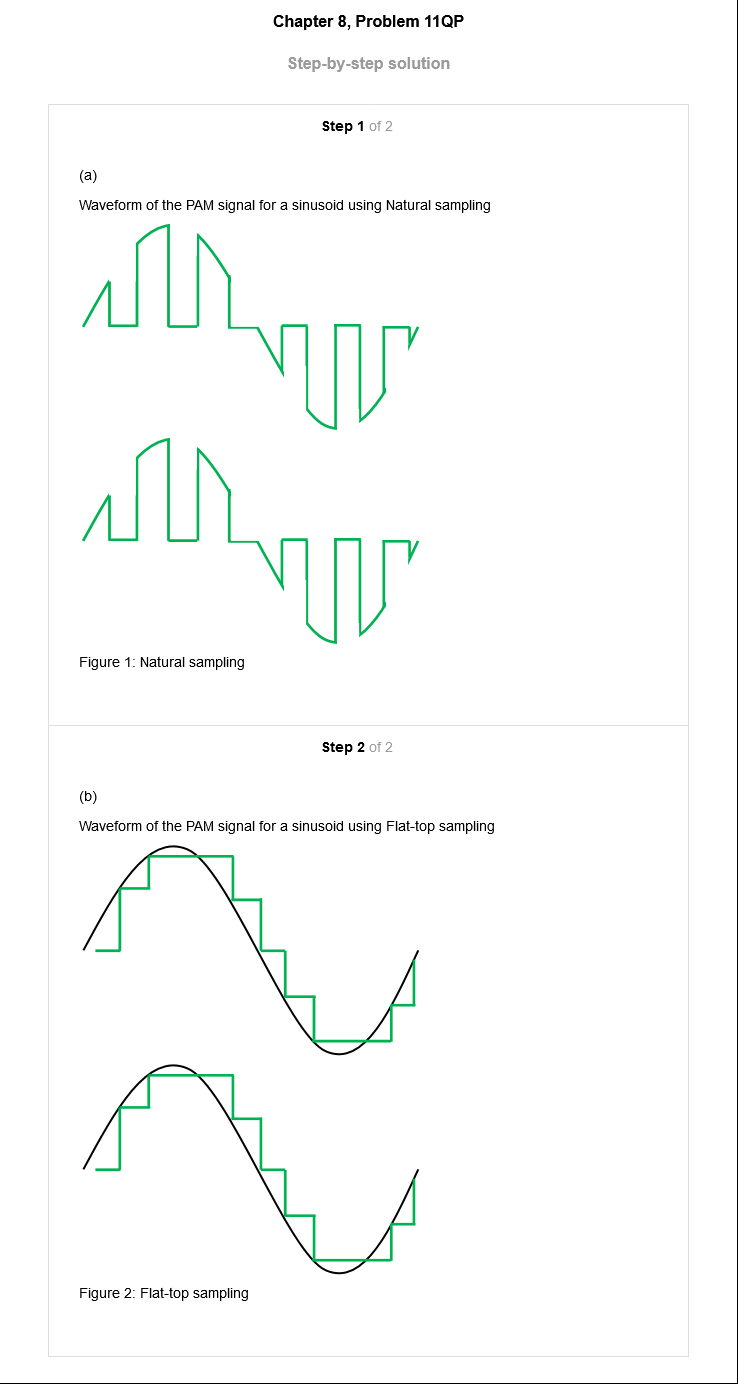 Chapter 8, Problem 11QP
Step-by-step solution
Step 1 of 2
(a)
Waveform of the PAM signal for a sinusoid using Natural sampling
Figure 1: Natural sampling
Step 2 of 2
(b)
Waveform of the PAM signal for a sinusoid using Flat-top sampling
Figure 2: Flat-top sampling